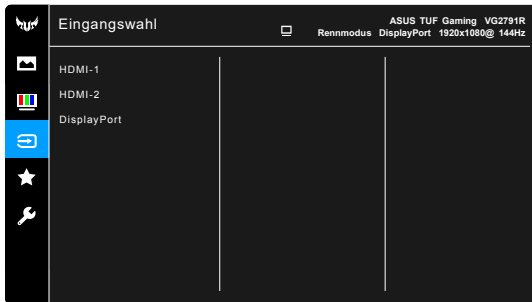 Eingangswahl
ASUS TUF Gaming VG2791R
Rennmodus DisplayPort 1920x1080@ 144Hz
HDMI-1
HDMI-2
DisplayPort